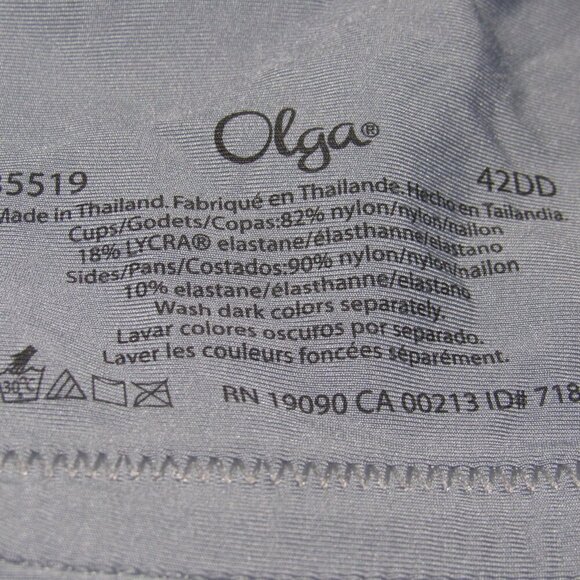 Olga®
35519 42DD
Made in Thailand. Fabriqué en Thaïlande. Hecho en Tailandia.
Cups/Godets/Copas:82% nylon/nylon/nailon
18% LYCRA® elastane/élasthanne/elastano
Sides/Pans/Costados:90% nylon/nylon/nailon
10% elastane/élasthanne/elastano
Wash dark colors separately.
Lavar colores oscuros por separado.
Laver les couleurs foncées séparément.
30°C RN 19090 CA 00213 ID# 718